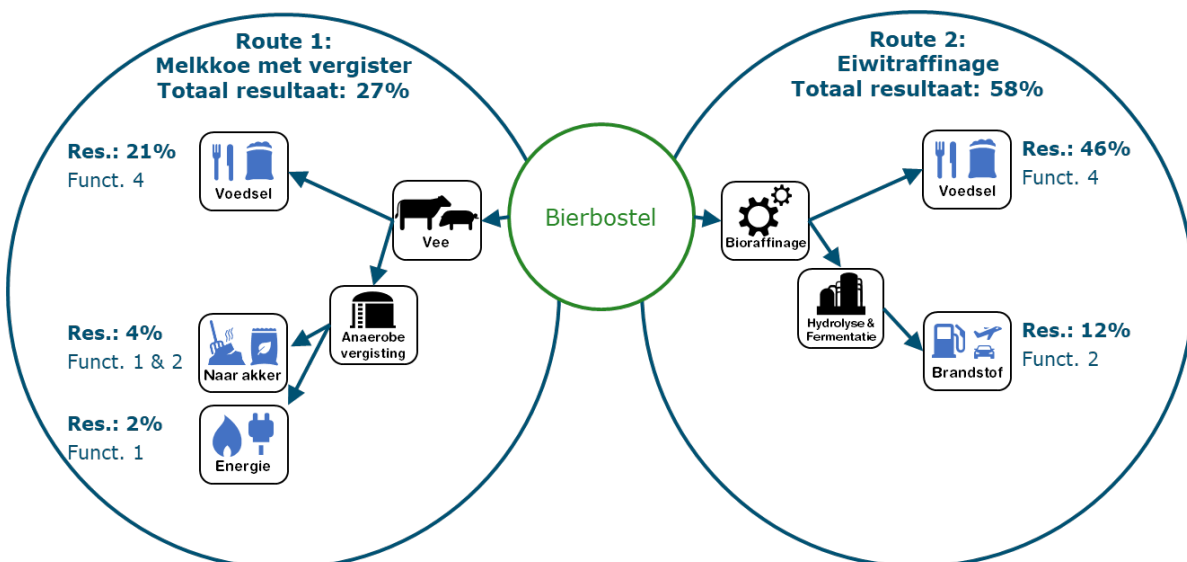 Route 1:
Melkkoe met vergister
Totaal resultaat: 27%
Res.: 21%
Funct. 4
Voedsel
Vee
Anaerobe
vergisting
Res.: 4%
Funct. 1 & 2
Naar akker
Res.: 2%
Funct. 1
Energie
Bierbostel
Route 2:
Eiwitraffinage
Totaal resultaat: 58%
Bioraffinage
Voedsel
Res.: 46%
Funct. 4
Hydrolyse &
Fermentatie
Brandstof
Res.: 12%
Funct. 2